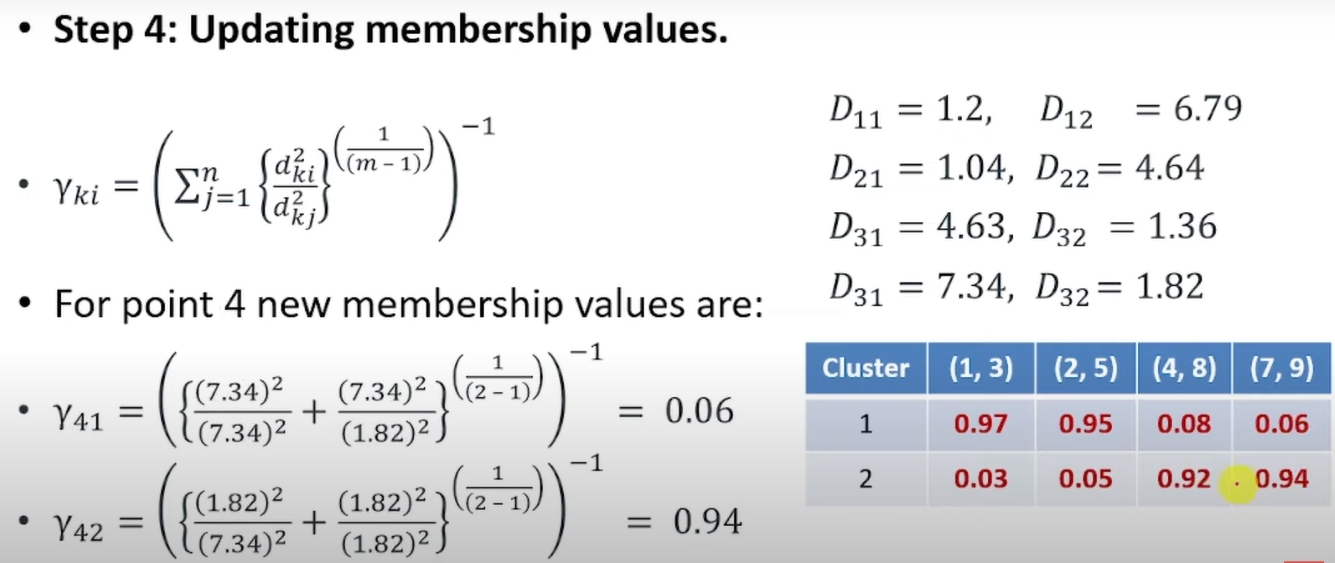 • Step 4: Updating membership values.
• γₖᵢ = (Σⁿⱼ₌₁ {d²ₖᵢ / d²ₖⱼ}^(1/(m − 1)))^−1
• For point 4 new membership values are:
• γ₄₁ = ({(7.34)²/(7.34)² + (7.34)²/(1.82)²}^(1/(2 − 1)))^−1 = 0.06
• γ₄₂ = ({(1.82)²/(7.34)² + (1.82)²/(1.82)²}^(1/(2 − 1)))^−1 = 0.94
D₁₁ = 1.2, D₁₂ = 6.79
D₂₁ = 1.04, D₂₂ = 4.64
D₃₁ = 4.63, D₃₂ = 1.36
D₃₁ = 7.34, D₃₂ = 1.82
Cluster (1, 3) (2, 5) (4, 8) (7, 9)
1 0.97 0.95 0.08 0.06
2 0.03 0.05 0.92 0.94